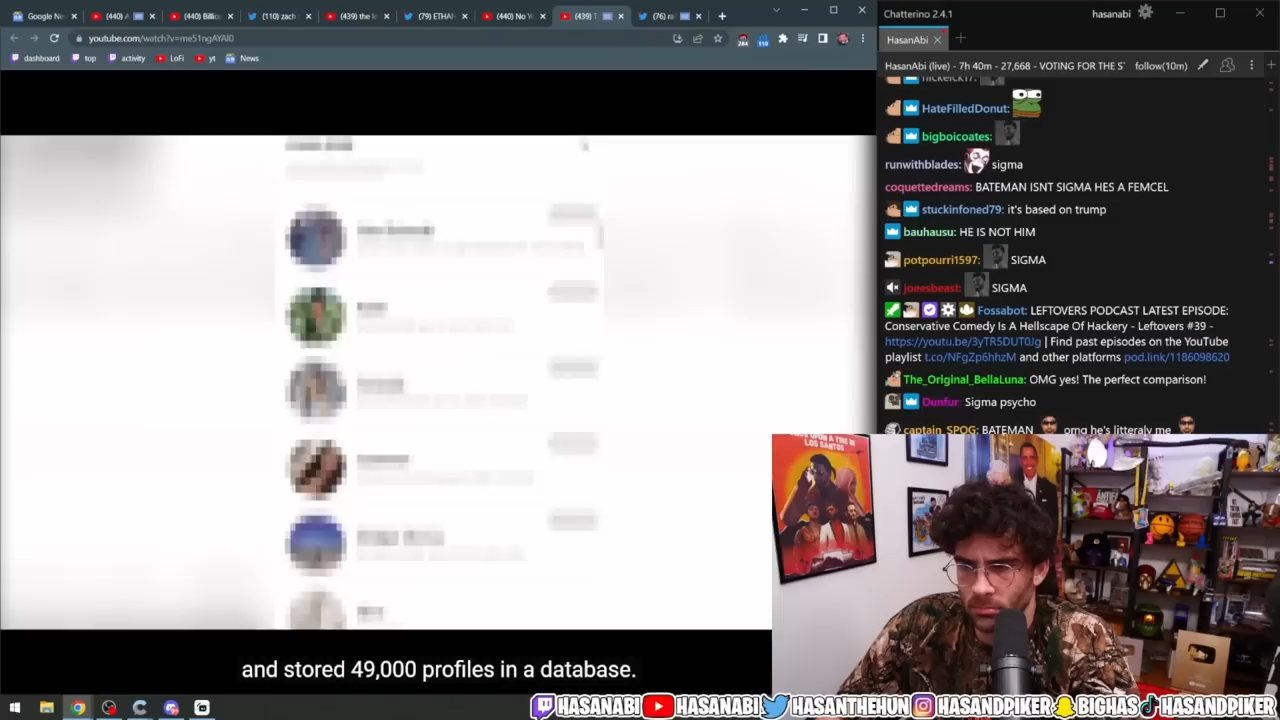 (440) A
(440) Billio
(110) zach
(439) the l
(79) ETHAN
(440) No Y
(439) T
(76) ra
youtube.com/watch?v=me51ngAYAI0
284
110
dashboard
top
activity
LoFi
yt
News
and stored 49,000 profiles in a database.
Chatterino 2.4.1
hasanabi
HasanAbi
HasanAbi (live) - 7h 40m - 27,668 - VOTING FOR THE S'
follow(10m)
HateFilledDonut:
bigboicoates:
runwithblades: sigma
coquettedreams: BATEMAN ISNT SIGMA HES A FEMCEL
stuckinfoned79: it's based on trump
bauhausu: HE IS NOT HIM
potpourri1597: SIGMA
joeesbeast: SIGMA
Fossabot: LEFTOVERS PODCAST LATEST EPISODE:
Conservative Comedy Is A Hellscape Of Hackery - Leftovers #39 -
https://youtu.be/3yTR5DUT0Jg | Find past episodes on the YouTube
playlist t.co/NFgZp6hhzM and other platforms pod.link/1186098620
The_Original_BellaLuna: OMG yes! The perfect comparison!
Dunfur: Sigma psycho
captain_SPOG: BATEMAN omg he's litteraly me
LOS SANTOS
HASANABI
HASANABI
HASANTHEHUN
HASANDPIKER
BIGHAS
HASANDPIKER